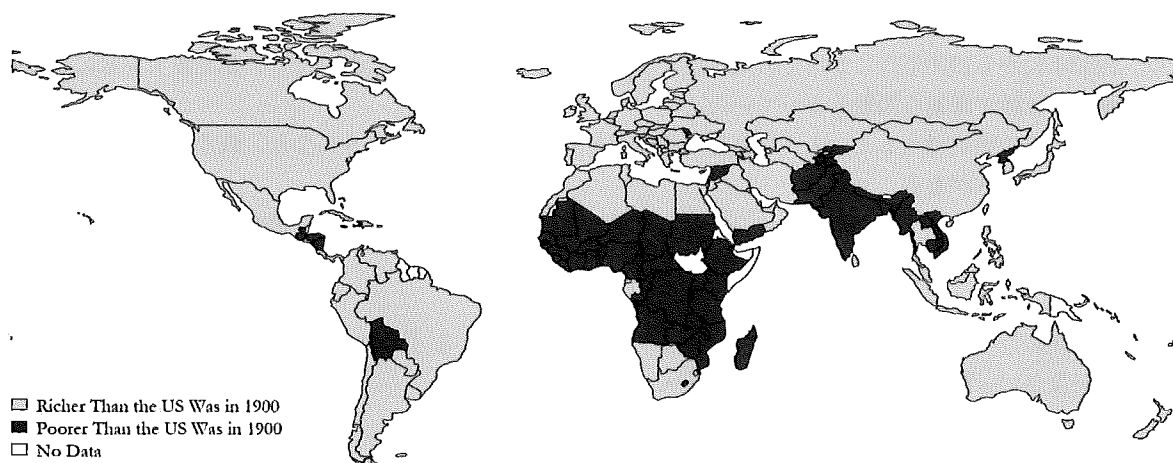 Richer Than the US Was in 1900
Poorer Than the US Was in 1900
No Data